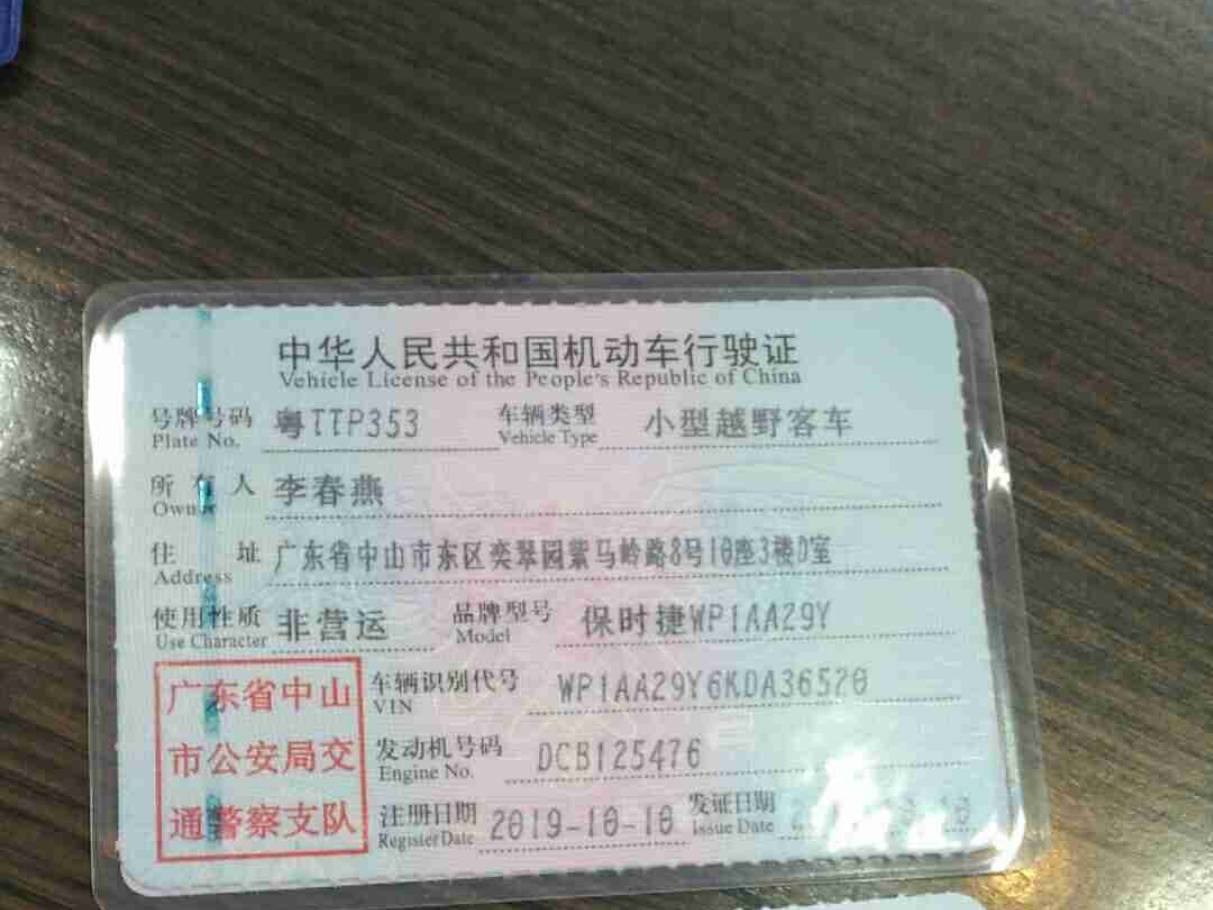 中华人民共和国机动车行驶证
Vehicle License of the People's Republic of China
号牌号码 粤TTP353 车辆类型 小型越野客车
Plate No. Vehicle Type
所有人 李春燕
Owner
住址 广东省中山市东区奕翠园紫马岭路8号10座3楼D室
Address
使用性质 非营运 品牌型号 保时捷WP1AA29Y
Use Character Model
广东省中山
市公安局交
通警察支队
车辆识别代号 WP1AA29Y6KDA36520
VIN
发动机号码 DCB125476
Engine No.
注册日期 2019-10-10 发证日期
Register Date Issue Date